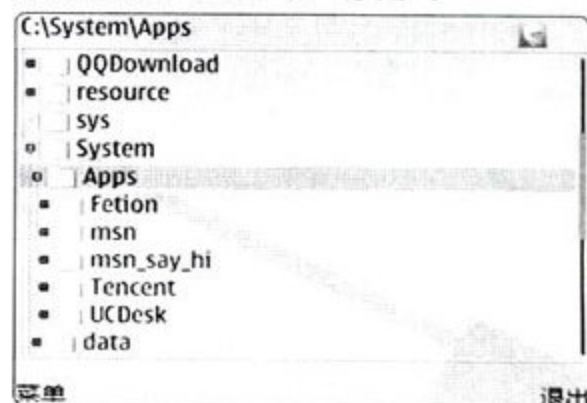 C:\System\Apps
QQDownload
resource
sys
System
Apps
Fetion
msn
msn_say_hi
Tencent
UCDesk
data
菜单 退出